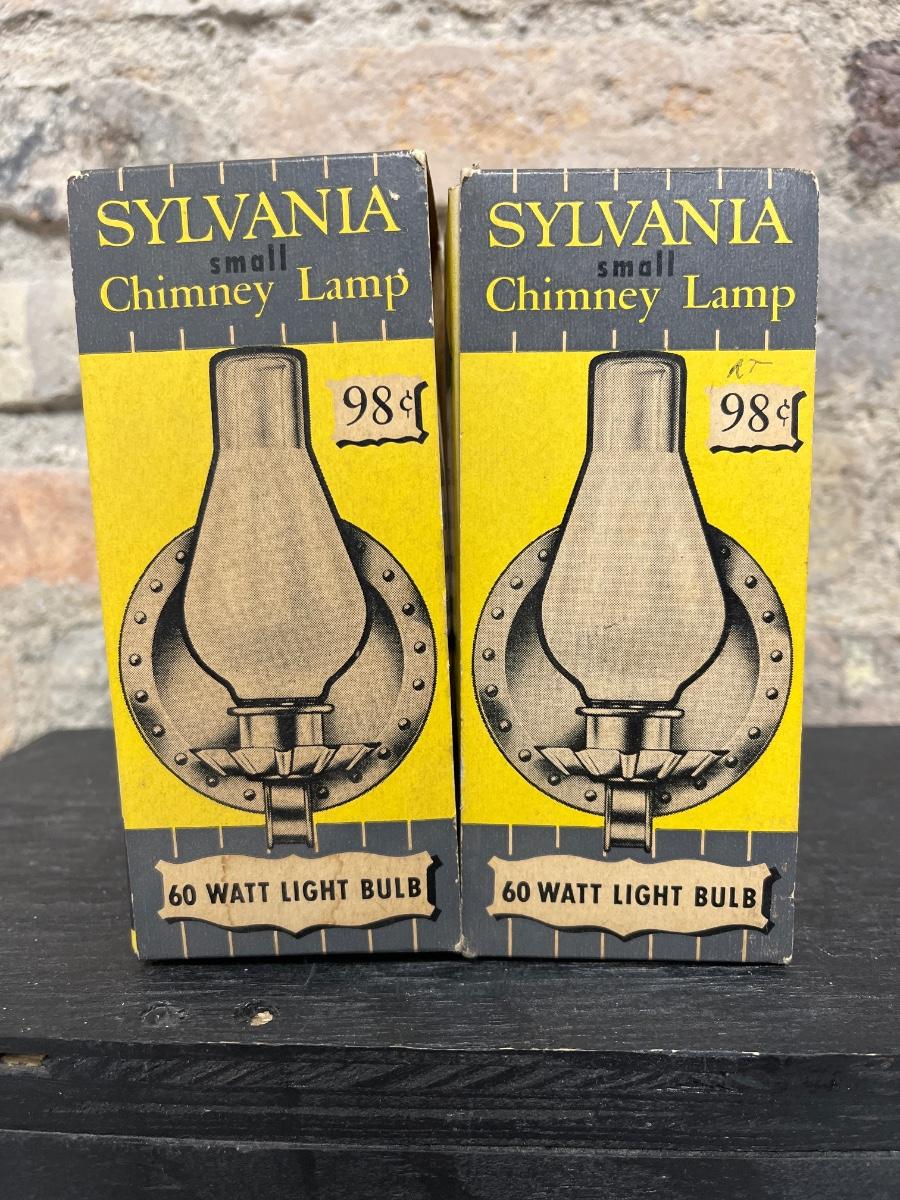 SYLVANIA
small
Chimney Lamp
98¢
60 WATT LIGHT BULB
SYLVANIA
small
Chimney Lamp
98¢
60 WATT LIGHT BULB